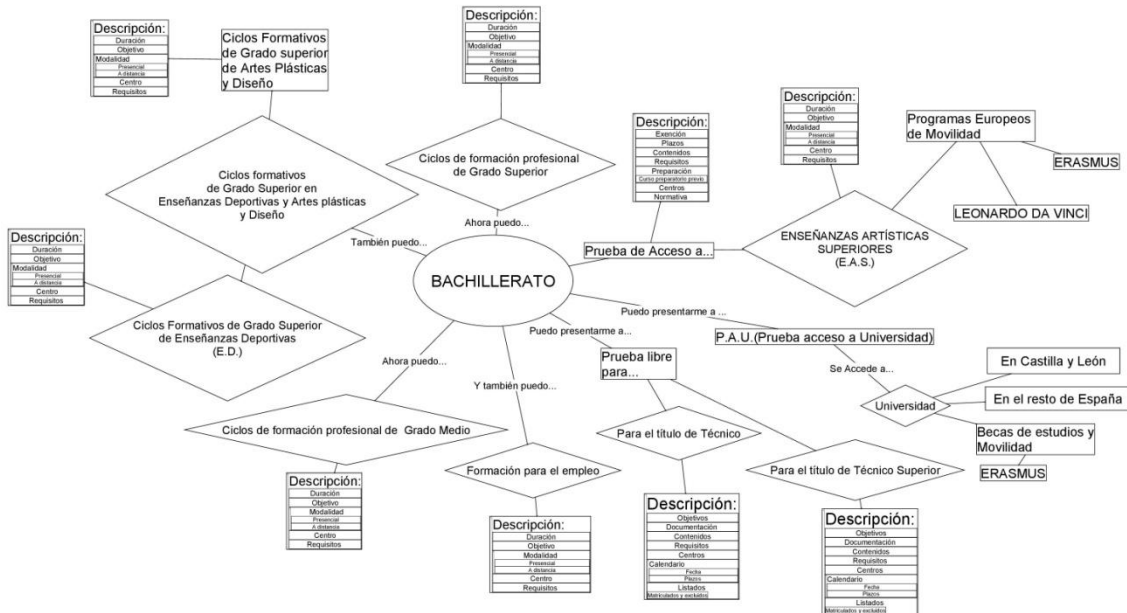 Descripción:
Duración
Objetivo
Modalidad
Presencial
A distancia
Centro
Requisitos
Ciclos Formativos
de Grado superior
de Artes Plásticas
y Diseño
Descripción:
Duración
Objetivo
Modalidad
Presencial
A distancia
Centro
Requisitos
Descripción:
Exención
Plazos
Contenidos
Requisitos
Preparación
Curso preparatorio previo
Centros
Normativa
Descripción:
Duración
Objetivo
Modalidad
Presencial
A distancia
Centro
Requisitos
Programas Europeos
de Movilidad
ERASMUS
LEONARDO DA VINCI
Ciclos formativos
de Grado Superior en
Enseñanzas Deportivas y Artes plásticas
y Diseño
Ciclos de formación profesional
de Grado Superior
Ahora puedo...
También puedo...
Prueba de Acceso a...
ENSEÑANZAS ARTÍSTICAS
SUPERIORES
(E.A.S.)
Descripción:
Duración
Objetivo
Modalidad
Presencial
A distancia
Centro
Requisitos
BACHILLERATO
Ciclos Formativos de Grado Superior
de Enseñanzas Deportivas
(E.D.)
Puedo presentarme a ...
Puedo presentarme a...
P.A.U.(Prueba acceso a Universidad)
Prueba libre
para...
Ahora puedo...
Y también puedo...
Se Accede a...
En Castilla y León
Universidad
En el resto de España
Becas de estudios y
Movilidad
ERASMUS
Ciclos de formación profesional de Grado Medio
Para el título de Técnico
Formación para el empleo
Para el título de Técnico Superior
Descripción:
Duración
Objetivo
Modalidad
Presencial
A distancia
Centro
Requisitos
Descripción:
Duración
Objetivo
Modalidad
Presencial
A distancia
Centro
Requisitos
Descripción:
Objetivos
Documentación
Contenidos
Requisitos
Centros
Calendario
Fecha
Plazos
Listados
Matriculados y excluidos
Descripción:
Objetivos
Documentación
Contenidos
Requisitos
Centros
Calendario
Fecha
Plazos
Listados
Matriculados y excluidos